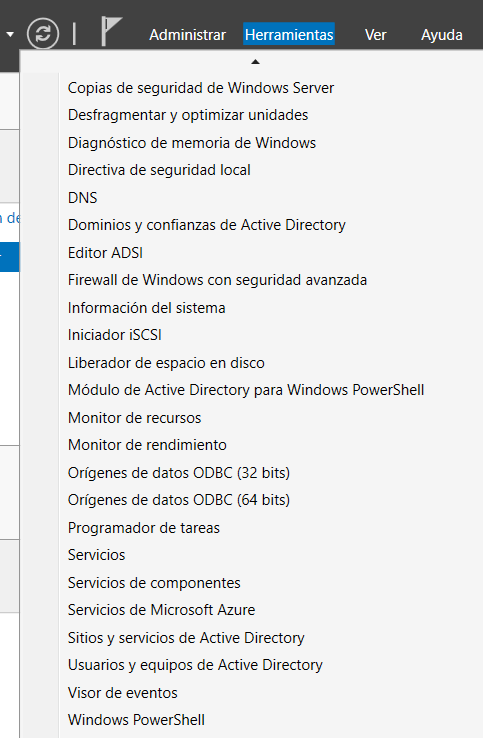 Administrar Herramientas Ver Ayuda
Copias de seguridad de Windows Server
Desfragmentar y optimizar unidades
Diagnóstico de memoria de Windows
Directiva de seguridad local
DNS
Dominios y confianzas de Active Directory
Editor ADSI
Firewall de Windows con seguridad avanzada
Información del sistema
Iniciador iSCSI
Liberador de espacio en disco
Módulo de Active Directory para Windows PowerShell
Monitor de recursos
Monitor de rendimiento
Orígenes de datos ODBC (32 bits)
Orígenes de datos ODBC (64 bits)
Programador de tareas
Servicios
Servicios de componentes
Servicios de Microsoft Azure
Sitios y servicios de Active Directory
Usuarios y equipos de Active Directory
Visor de eventos
Windows PowerShell